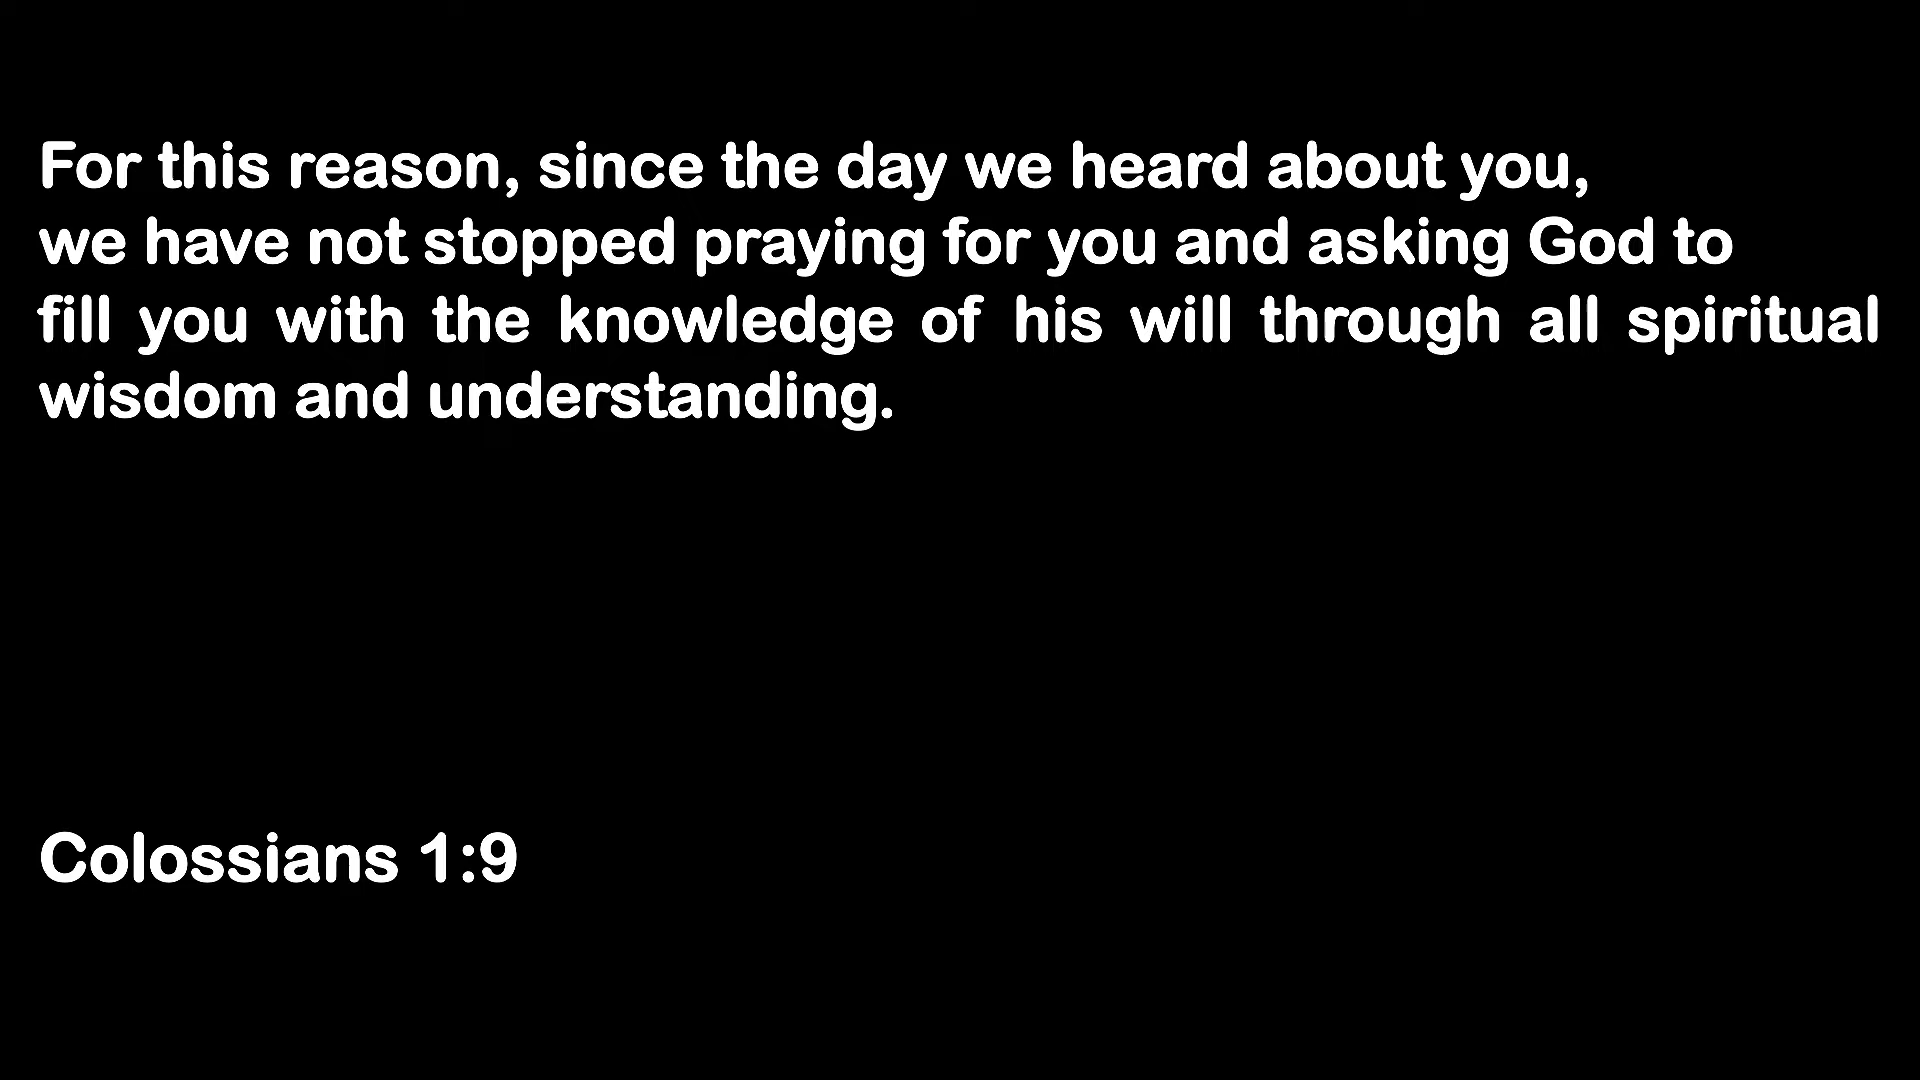 For this reason, since the day we heard about you,
we have not stopped praying for you and asking God to
fill you with the knowledge of his will through all spiritual
wisdom and understanding.
Colossians 1:9